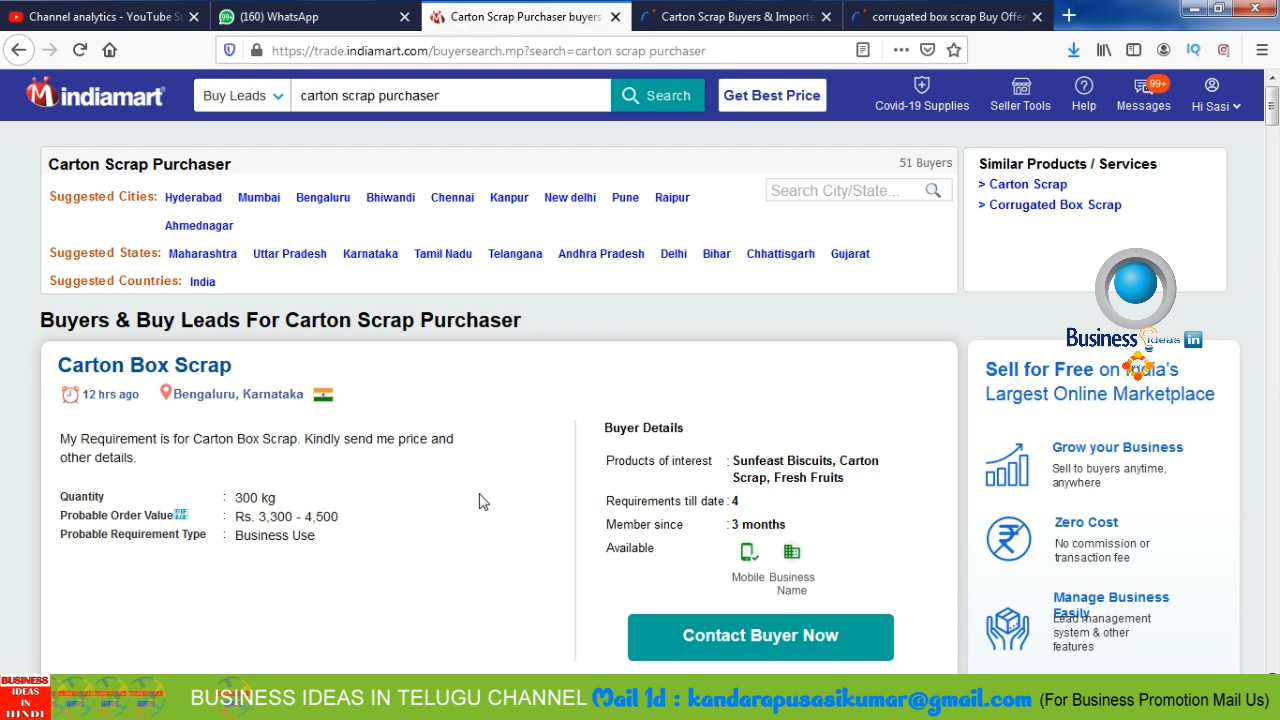 Channel analytics - YouTube St
(160) WhatsApp
Carton Scrap Purchaser buyers
Carton Scrap Buyers & Importe
corrugated box scrap Buy Offer
https://trade.indiamart.com/buyersearch.mp?search=carton scrap purchaser
indiamart
Buy Leads
carton scrap purchaser
Search
Get Best Price
Covid-19 Supplies
Seller Tools
Help
99+
Messages
Hi Sasi
Carton Scrap Purchaser
51 Buyers
Suggested Cities: Hyderabad Mumbai Bengaluru Bhiwandi Chennai Kanpur New delhi Pune Raipur
Ahmednagar
Search City/State...
Suggested States: Maharashtra Uttar Pradesh Karnataka Tamil Nadu Telangana Andhra Pradesh Delhi Bihar Chhattisgarh Gujarat
Suggested Countries: India
Similar Products / Services
> Carton Scrap
> Corrugated Box Scrap
Business ideas in
Buyers & Buy Leads For Carton Scrap Purchaser
Carton Box Scrap
12 hrs ago Bengaluru, Karnataka
My Requirement is for Carton Box Scrap. Kindly send me price and
other details.
Quantity : 300 kg
Probable Order Value : Rs. 3,300 - 4,500
Probable Requirement Type : Business Use
Buyer Details
Products of interest : Sunfeast Biscuits, Carton
Scrap, Fresh Fruits
Requirements till date : 4
Member since : 3 months
Available
Mobile Business
Name
Contact Buyer Now
Sell for Free on India's
Largest Online Marketplace
Grow your Business
Sell to buyers anytime,
anywhere
Zero Cost
No commission or
transaction fee
Manage Business
Easily
Lead management
system & other
features
BUSINESS
IDEAS
IN
HINDI
BUSINESS IDEAS IN TELUGU CHANNEL Mail Id : kandarapusasikumar@gmail.com (For Business Promotion Mail Us)